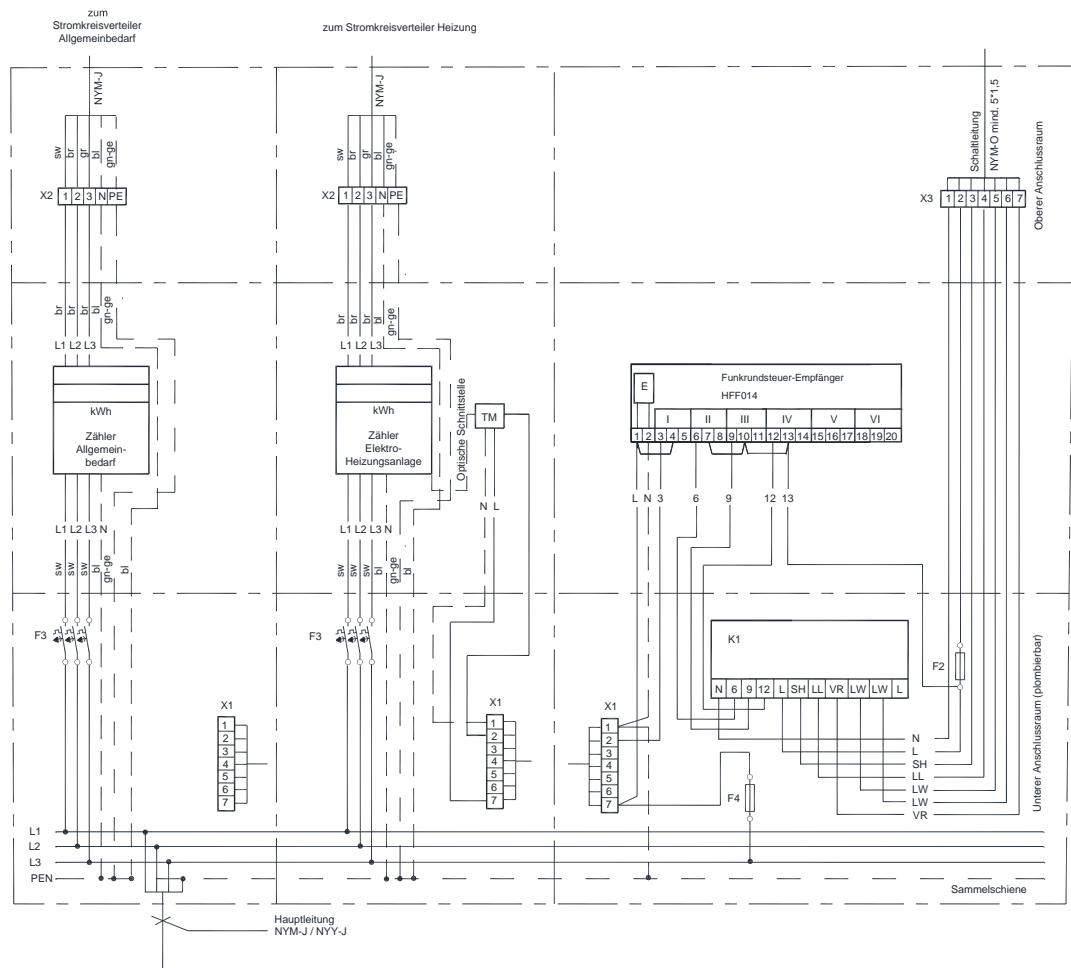 zum
Stromkreisverteiler
Allgemeinbedarf
zum Stromkreisverteiler Heizung
NYM-J
NYM-J
Schaltleitung
NYM-O mind. 5*1,5
Oberer Anschlussraum
sw br gr bl gn-ge
sw br gr bl gn-ge
X2 1 2 3 N PE
X2 1 2 3 N PE
X3 1 2 3 4 5 6 7
br br br bl gn-ge
br br br bl gn-ge
L1 L2 L3
L1 L2 L3
kWh
Zähler
Allgemein-
bedarf
kWh
Zähler
Elektro-
Heizungsanlage
Optische Schnittstelle
TM
E
Funkrundsteuer-Empfänger
HFF014
I II III IV V VI
1 2 3 4 5 6 7 8 9 10 11 12 13 14 15 16 17 18 19 20
L N 3 6 9 12 13
N L
L1 L2 L3 N
L1 L2 L3 N
sw sw sw bl gn-ge bl
sw sw sw bl gn-ge bl
F3
F3
K1
F2
N 6 9 12 L SH LL VR LW LW L
X1
1
2
3
4
5
6
7
X1
1
2
3
4
5
6
7
X1
1
2
3
4
5
6
7
F4
N
L
SH
LL
LW
LW
VR
Unterer Anschlussraum (plombierbar)
L1
L2
L3
PEN
Sammelschiene
Hauptleitung
NYM-J / NYY-J